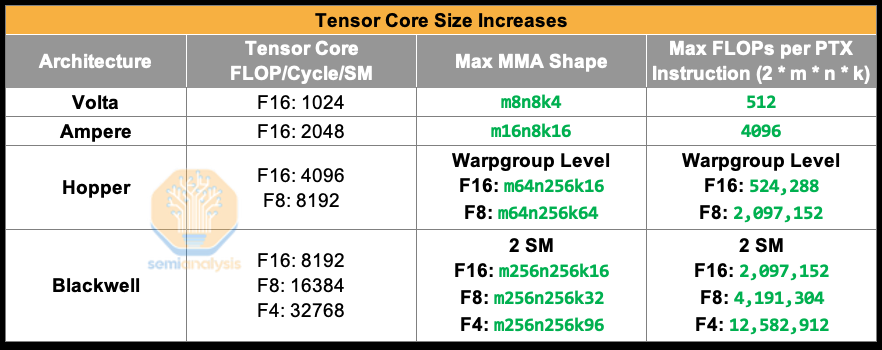 Tensor Core Size Increases
Architecture
Tensor Core
FLOP/Cycle/SM
Max MMA Shape
Max FLOPs per PTX
Instruction (2 * m * n * k)
Volta
F16: 1024
m8n8k4
512
Ampere
F16: 2048
m16n8k16
4096
Hopper
F16: 4096
F8: 8192
Warpgroup Level
F16: m64n256k16
F8: m64n256k64
Warpgroup Level
F16: 524,288
F8: 2,097,152
Blackwell
F16: 8192
F8: 16384
F4: 32768
2 SM
F16: m256n256k16
F8: m256n256k32
F4: m256n256k96
2 SM
F16: 2,097,152
F8: 4,191,304
F4: 12,582,912
semianalysis